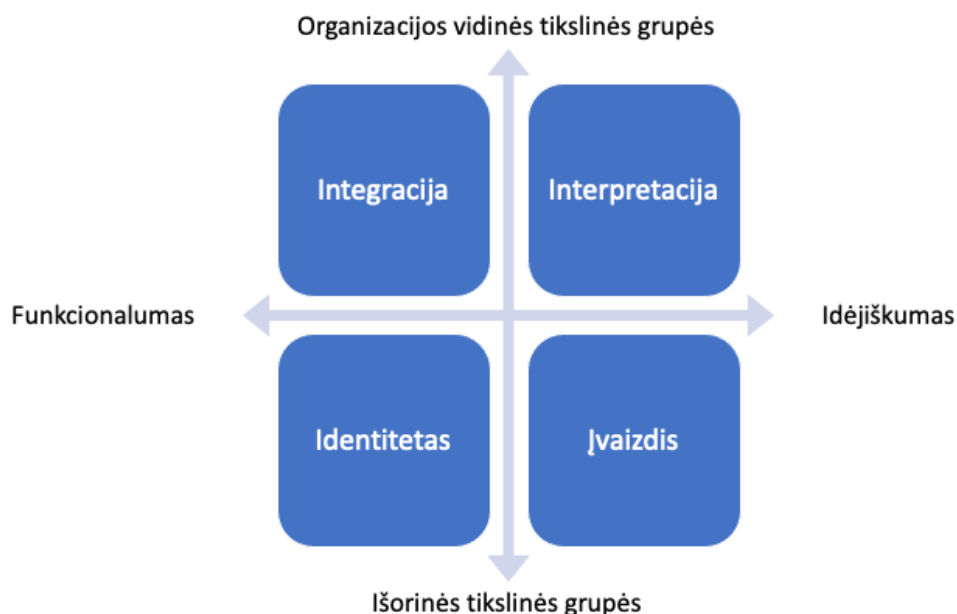 Organizacijos vidinės tikslinės grupės
Integracija
Interpretacija
Funkcionalumas
Idėjiškumas
Identitetas
Įvaizdis
Išorinės tikslinės grupės